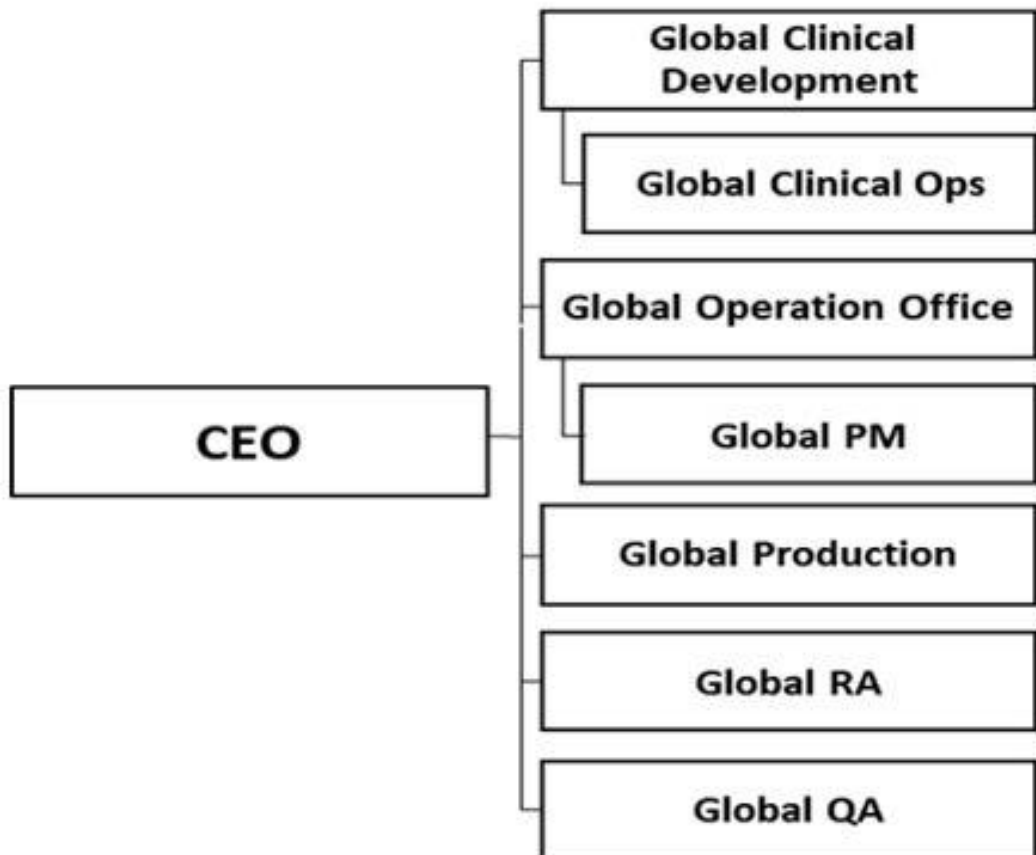 Global Clinical
Development
Global Clinical Ops
Global Operation Office
CEO
Global PM
Global Production
Global RA
Global QA